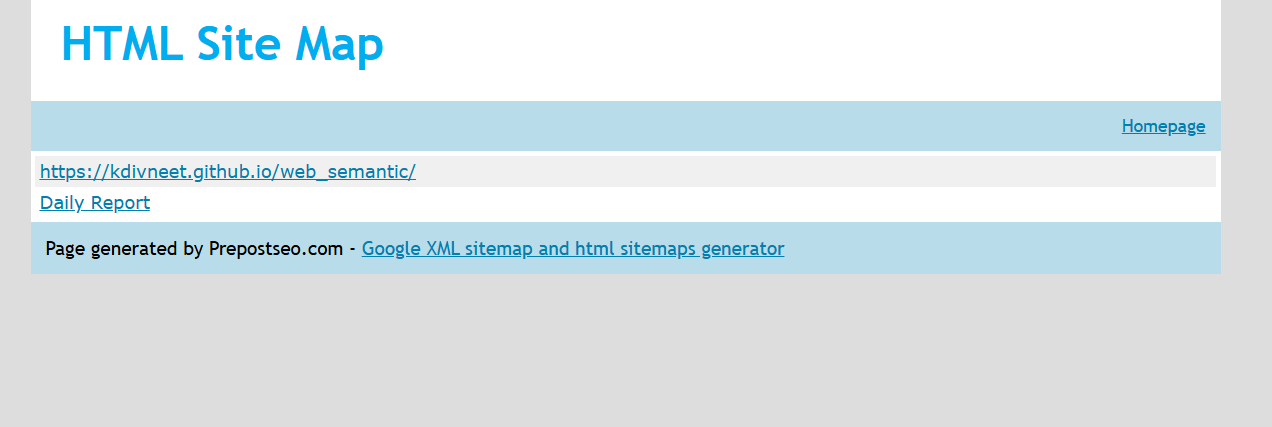 HTML Site Map
Homepage
https://kdivneet.github.io/web_semantic/
Daily Report
Page generated by Prepostseo.com - Google XML sitemap and html sitemaps generator